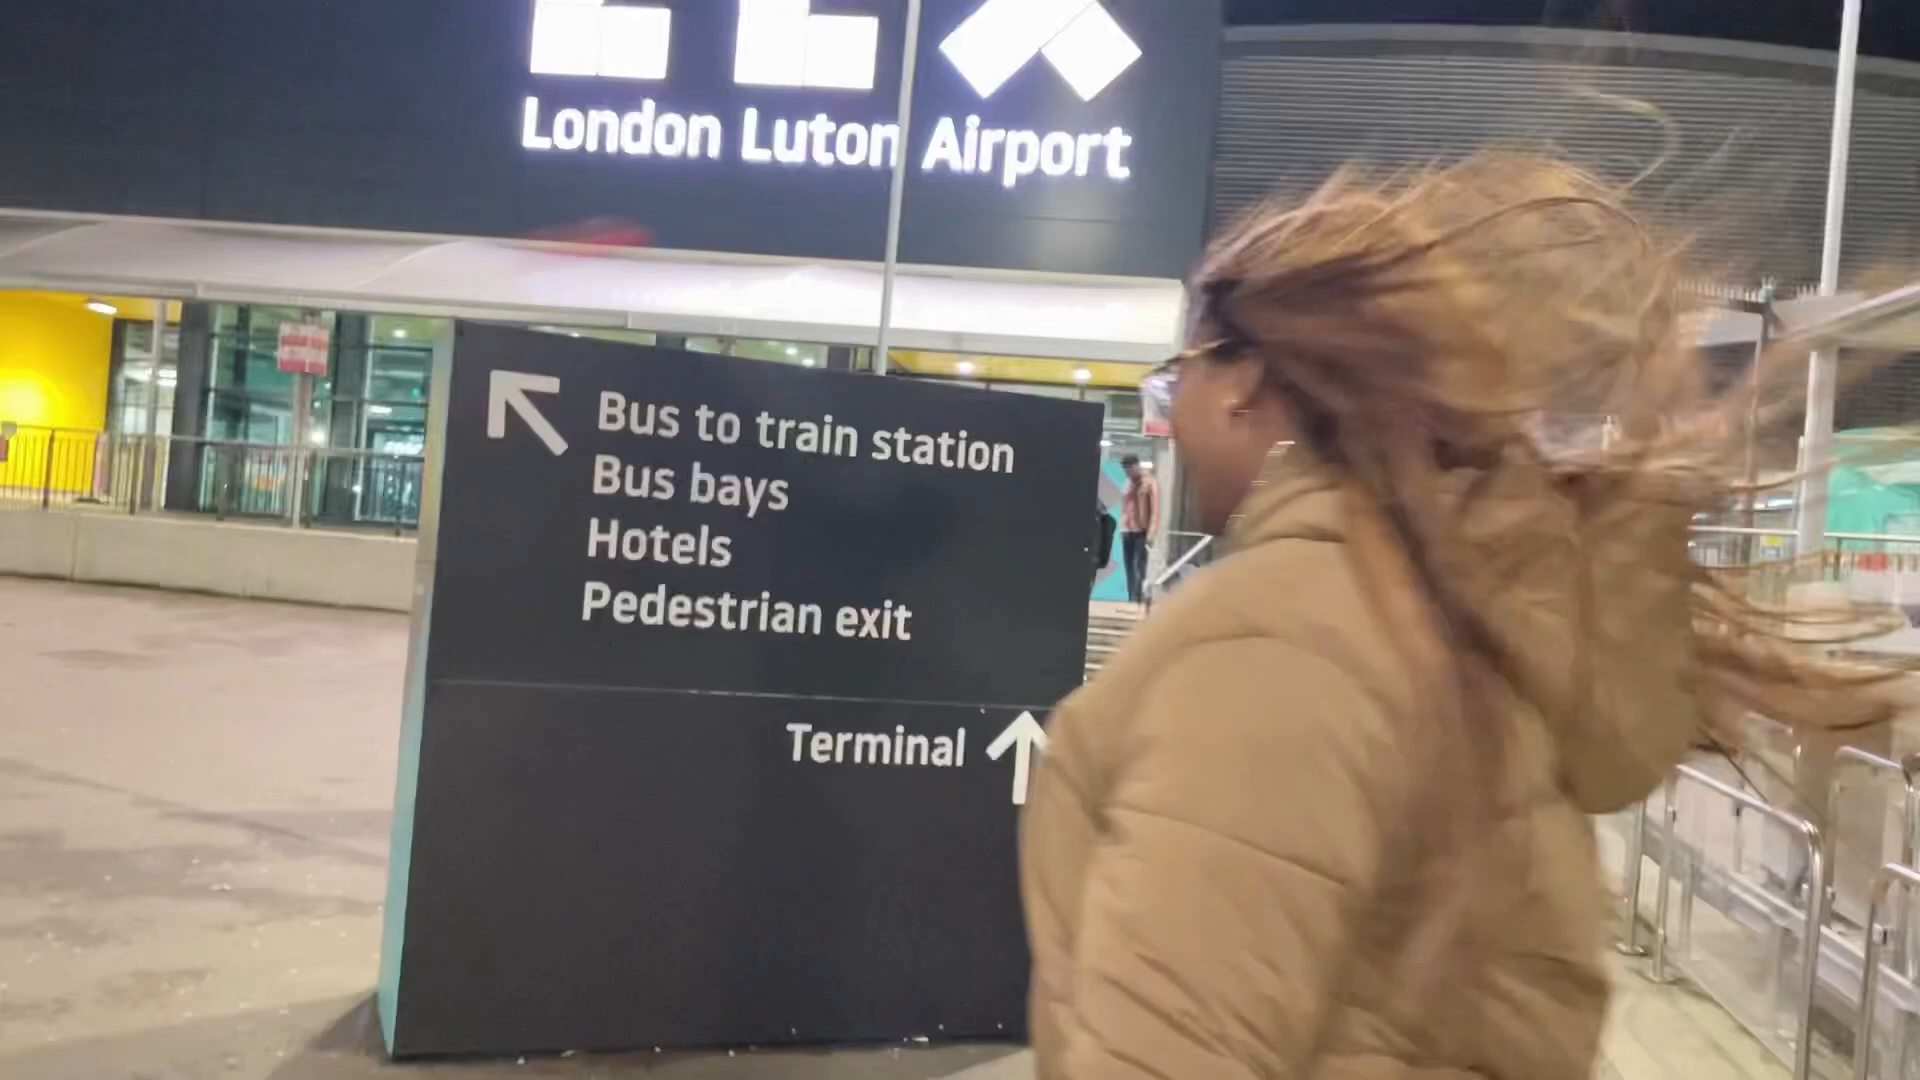 London Luton Airport
Bus to train station
Bus bays
Hotels
Pedestrian exit
Terminal